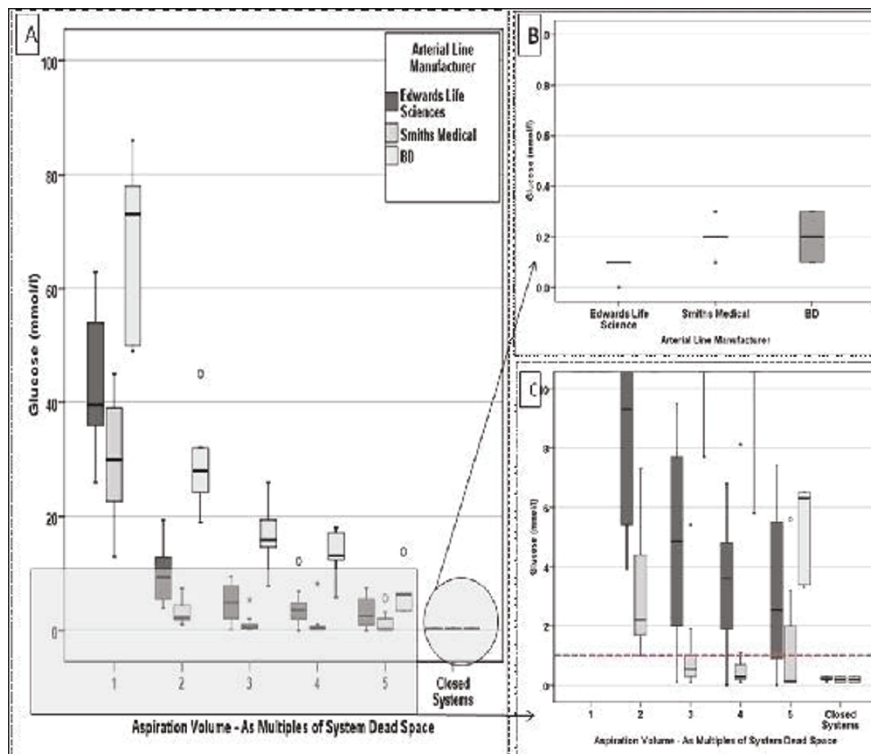 A
Arterial Line
Manufacturer
Edwards Life
Sciences
Smiths Medical
BD
Glucose (mmol/l)
100
80
60
40
20
0
1 2 3 4 5 Closed
Systems
Aspiration Volume - As Multiples of System Dead Space
B
Glucose (mmol/l)
1.0
0.8
0.6
0.4
0.2
0.0
Edwards Life
Science
Smiths Medical
BD
Arterial Line Manufacturer
C
Glucose (mmol/l)
10
8
6
4
2
0
1 2 3 4 5 Closed
Systems
Aspiration Volume - As Multiples of System Dead Space